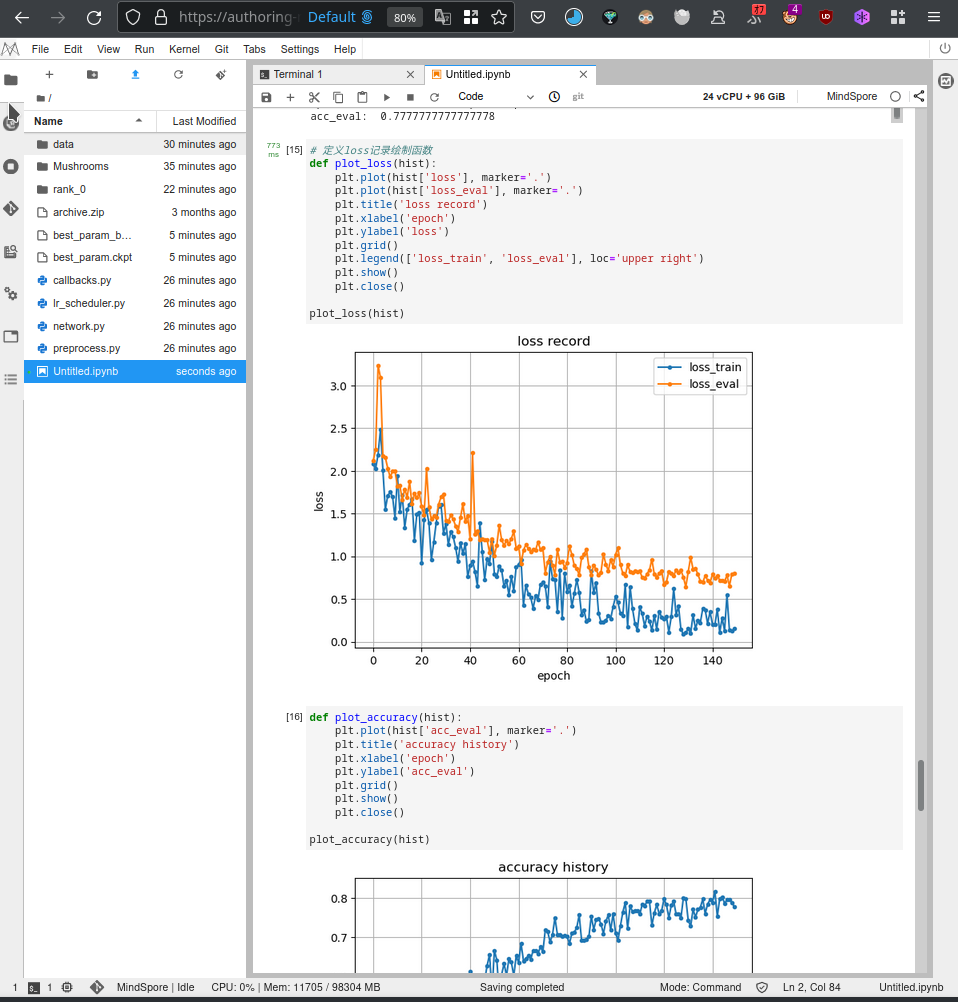 https://authoring-
Default
80%
17
4
File Edit View Run Kernel Git Tabs Settings Help
Terminal 1
Untitled.ipynb
Code
git
24 vCPU + 96 GiB
MindSpore
/
Name
Last Modified
data 30 minutes ago
Mushrooms 35 minutes ago
rank_0 22 minutes ago
archive.zip 3 months ago
best_param_b... 5 minutes ago
best_param.ckpt 5 minutes ago
callbacks.py 26 minutes ago
lr_scheduler.py 26 minutes ago
network.py 26 minutes ago
preprocess.py 26 minutes ago
Untitled.ipynb seconds ago
acc_eval: 0.7777777777777778
773
ms
[15]
# 定义loss记录绘制函数
def plot_loss(hist):
    plt.plot(hist['loss'], marker='.')
    plt.plot(hist['loss_eval'], marker='.')
    plt.title('loss record')
    plt.xlabel('epoch')
    plt.ylabel('loss')
    plt.grid()
    plt.legend(['loss_train', 'loss_eval'], loc='upper right')
    plt.show()
    plt.close()
plot_loss(hist)
loss record
loss_train
loss_eval
3.0
2.5
2.0
1.5
1.0
0.5
0.0
loss
0 20 40 60 80 100 120 140
epoch
[16]
def plot_accuracy(hist):
    plt.plot(hist['acc_eval'], marker='.')
    plt.title('accuracy history')
    plt.xlabel('epoch')
    plt.ylabel('acc_eval')
    plt.grid()
    plt.show()
    plt.close()
plot_accuracy(hist)
accuracy history
0.8
0.7
1
1
MindSpore | Idle
CPU: 0% | Mem: 11705 / 98304 MB
Saving completed
Mode: Command
Ln 2, Col 84
Untitled.ipynb